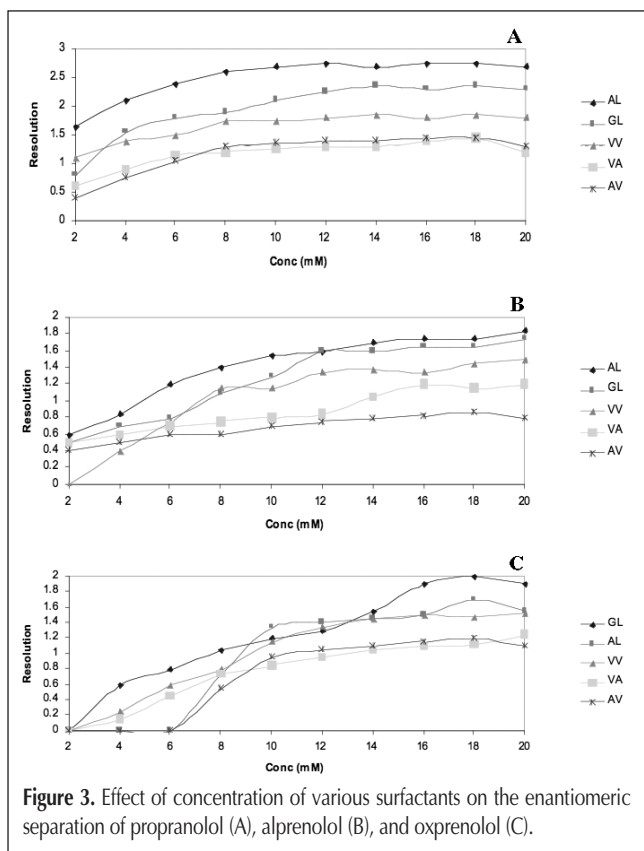 A
3
2.5
2
1.5
1
0.5
0
Resolution
2 4 6 8 10 12 14 16 18 20
Conc (mM)
AL
GL
VV
VA
AV
B
2
1.8
1.6
1.4
1.2
1
0.8
0.6
0.4
0.2
0
Resolution
2 4 6 8 10 12 14 16 18 20
Conc (mM)
AL
GL
VV
VA
AV
C
2
1.8
1.6
1.4
1.2
1
0.8
0.6
0.4
0.2
0
Resolution
2 4 6 8 10 12 14 16 18 20
Conc (mM)
GL
AL
VV
VA
AV
Figure 3. Effect of concentration of various surfactants on the enantiomeric
separation of propranolol (A), alprenolol (B), and oxprenolol (C).